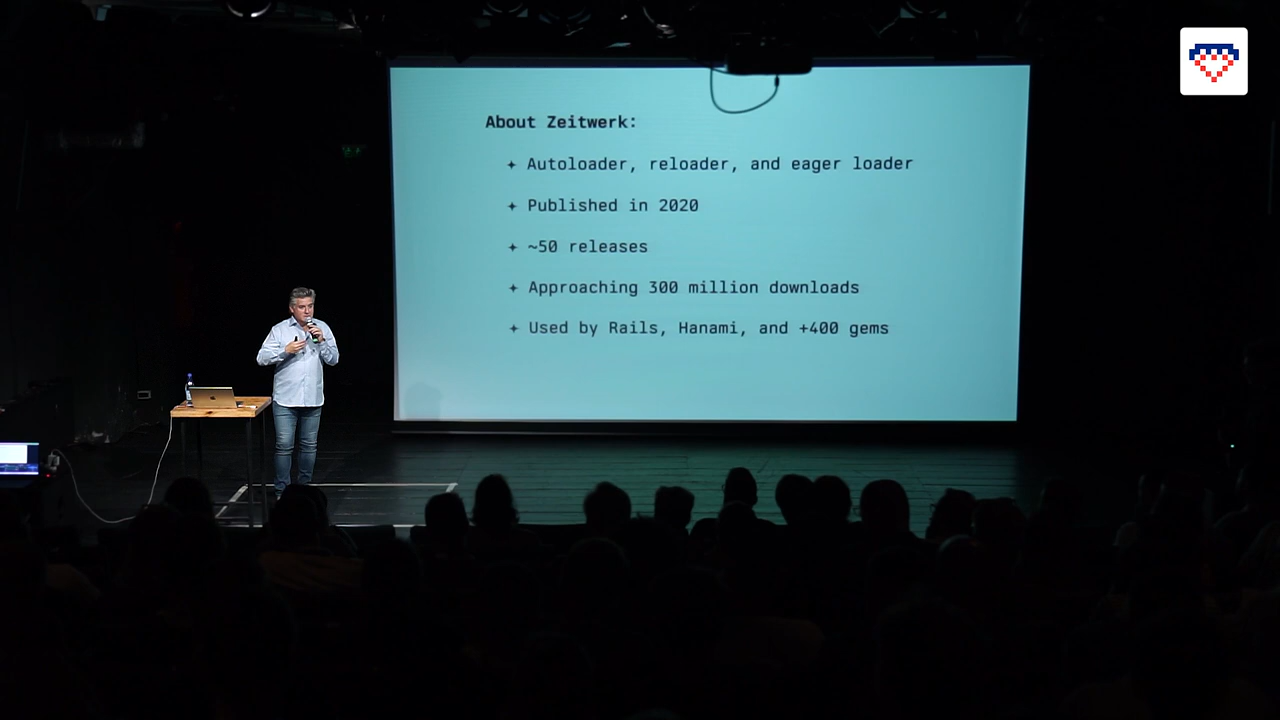 About Zeitwerk:
✦ Autoloader, reloader, and eager loader
✦ Published in 2020
✦ ~50 releases
✦ Approaching 300 million downloads
✦ Used by Rails, Hanami, and +400 gems